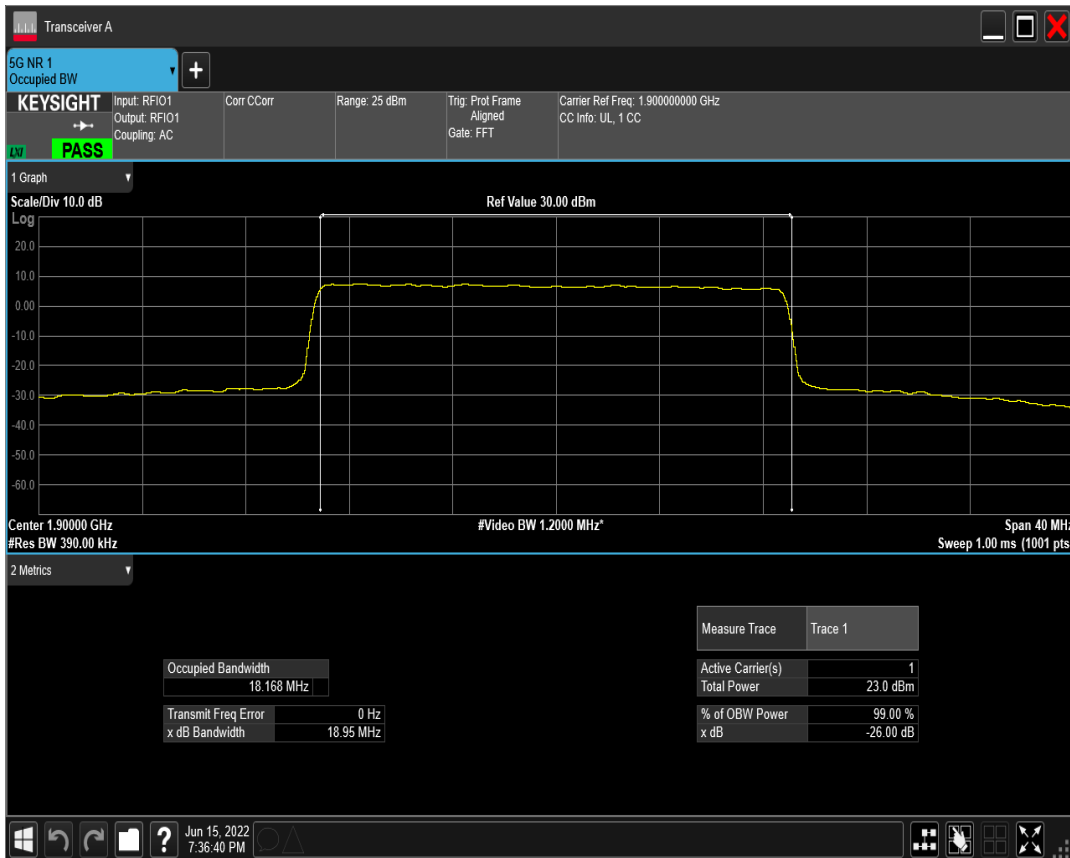 Transceiver A
5G NR 1
Occupied BW
+
KEYSIGHT
LXI
PASS
Input: RFIO1
Output: RFIO1
Coupling: AC
Corr CCorr
Range: 25 dBm
Trig: Prot Frame
Aligned
Gate: FFT
Carrier Ref Freq: 1.900000000 GHz
CC Info: UL, 1 CC
1 Graph
Scale/Div 10.0 dB
Ref Value 30.00 dBm
Log
20.0
10.0
0.00
-10.0
-20.0
-30.0
-40.0
-50.0
-60.0
Center 1.90000 GHz
#Video BW 1.2000 MHz*
Span 40 MHz
#Res BW 390.00 kHz
Sweep 1.00 ms (1001 pts
2 Metrics
Measure Trace Trace 1
Occupied Bandwidth
18.168 MHz
Active Carrier(s) 1
Total Power 23.0 dBm
Transmit Freq Error 0 Hz
x dB Bandwidth 18.95 MHz
% of OBW Power 99.00 %
x dB -26.00 dB
?
Jun 15, 2022
7:36:40 PM